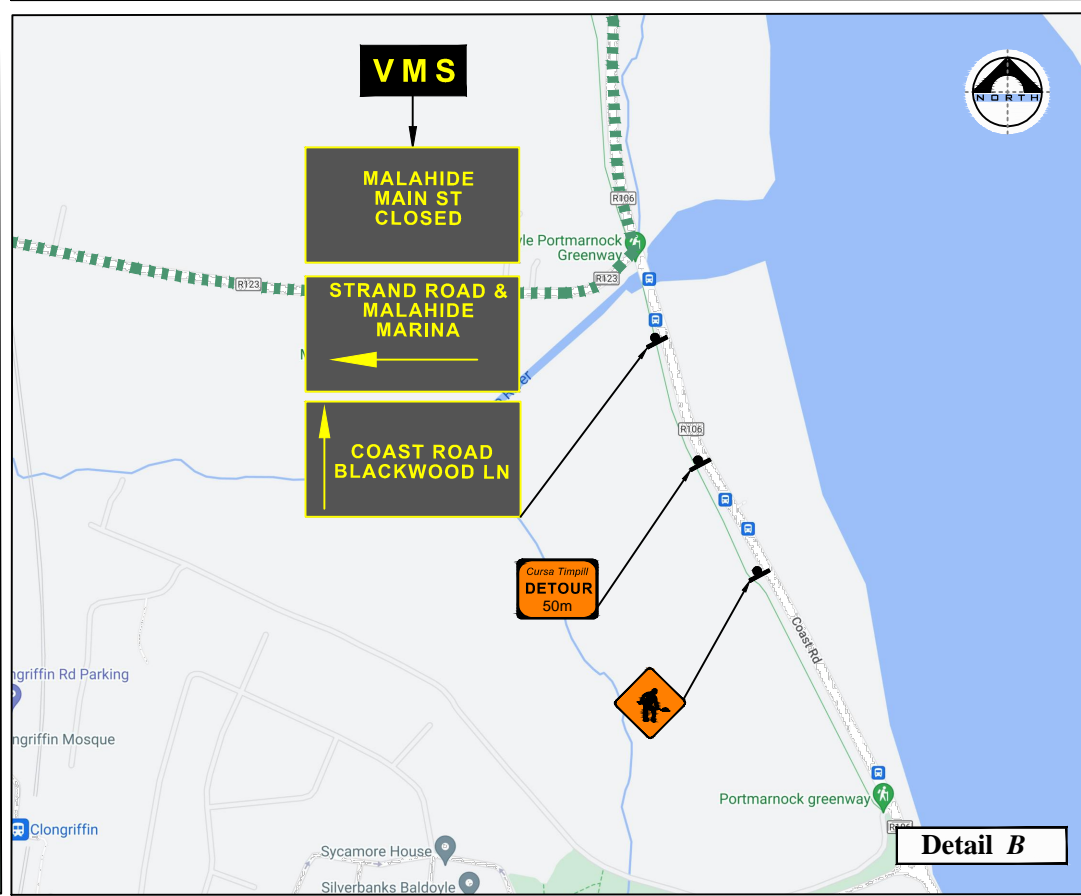 VMS
MALAHIDE
MAIN ST
CLOSED
NORTH
R106
Portmarnock
Greenway
R123
R123
STRAND ROAD &
MALAHIDE
MARINA
R106
COAST ROAD
BLACKWOOD LN
Cursa Timpill
DETOUR
50m
Coast Rd
Rd Parking
Mosque
Clongriffin
Portmarnock greenway
R106
Detail B
Sycamore House
Silverbanks Baldoyle